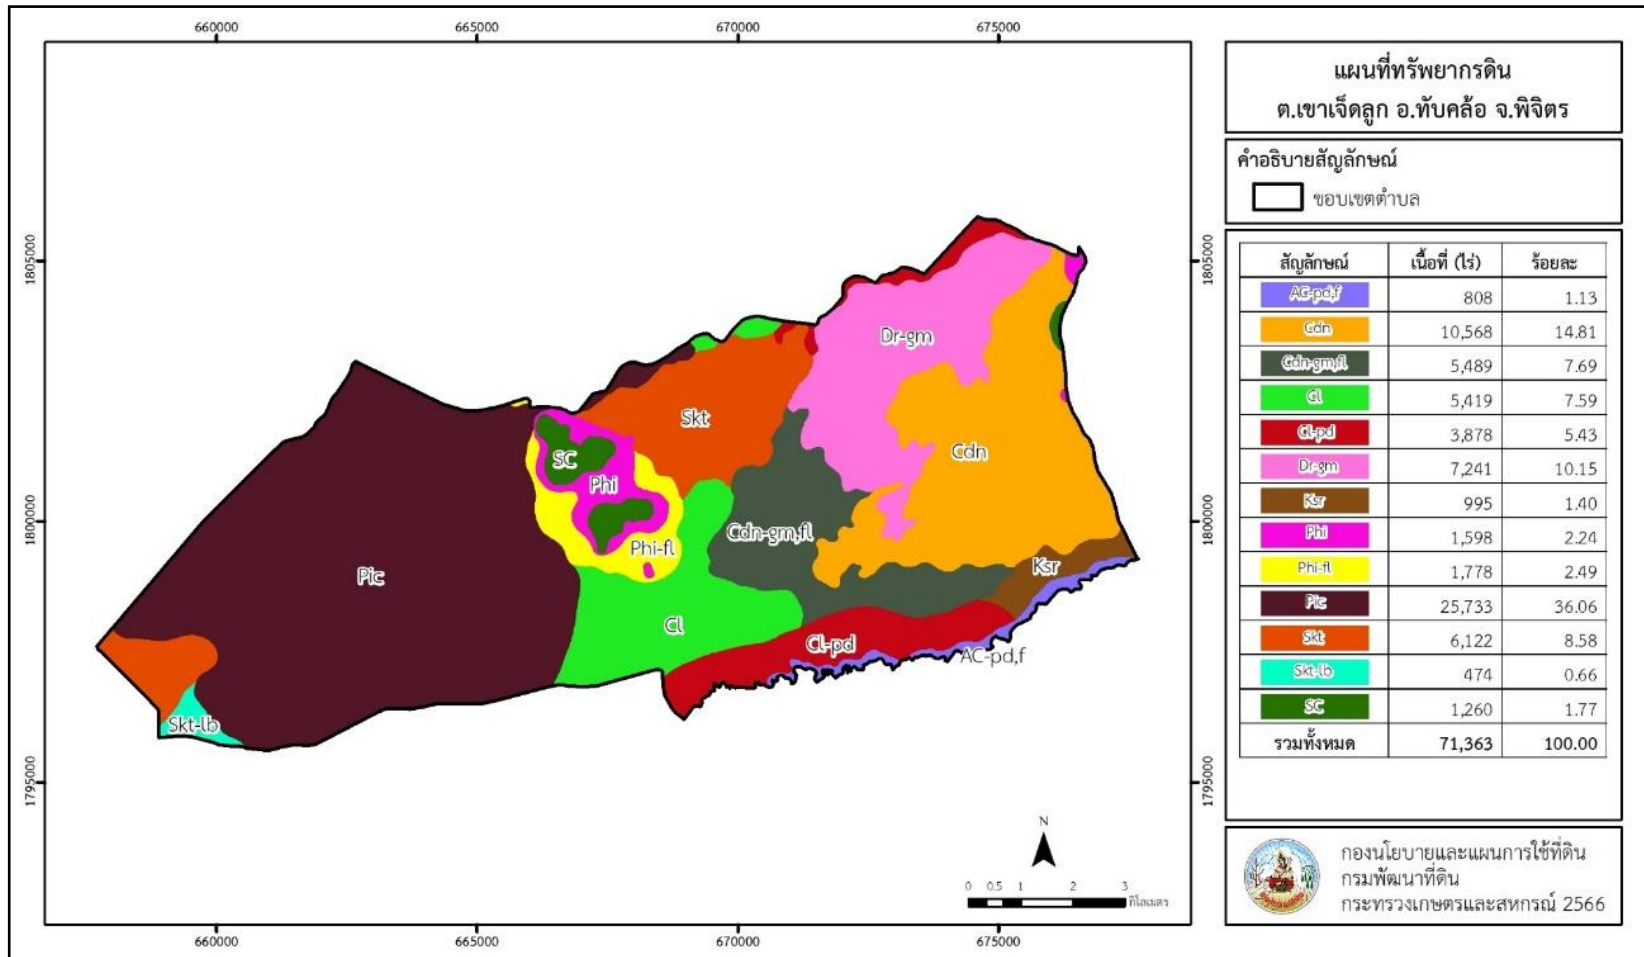 660000
665000
670000
675000
แผนที่ทรัพยากรดิน
ต.เขาเจ็ดลูก อ.ทับคล้อ จ.พิจิตร
คำอธิบายสัญลักษณ์
ขอบเขตตำบล
1805000
1805000
1800000
1800000
1795000
1795000
Dr-gm
Skt
Cdn
SC
Phi
Cdn-gm,fl
Phi-fl
Pic
Ksr
Cl
Cl-pd
AC-pd,f
Skt-lb
สัญลักษณ์ เนื้อที่ (ไร่) ร้อยละ
AC-pd,f 808 1.13
Cdn 10,568 14.81
Cdn-gm,fl 5,489 7.69
Cl 5,419 7.59
Cl-pd 3,878 5.43
Dr-gm 7,241 10.15
Ksr 995 1.40
Phi 1,598 2.24
Phi-fl 1,778 2.49
Pic 25,733 36.06
Skt 6,122 8.58
Skt-lb 474 0.66
SC 1,260 1.77
รวมทั้งหมด 71,363 100.00
N
0 0.5 1 2 3
กิโลเมตร
กองนโยบายและแผนการใช้ที่ดิน
กรมพัฒนาที่ดิน
กระทรวงเกษตรและสหกรณ์ 2566
660000
665000
670000
675000